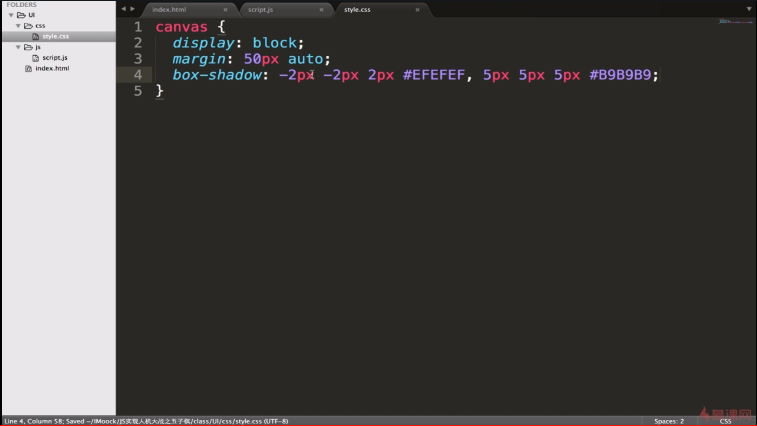 FOLDERS
UI
css
style.css
js
script.js
index.html
index.html
script.js
style.css
1 canvas {
2 display: block;
3 margin: 50px auto;
4 box-shadow: -2px -2px 2px #EFEFEF, 5px 5px 5px #B9B9B9;
5 }
慕课网
Line 4, Column 58; Saved ~/iMoock/JS实现人机大战之五子棋/class/UI/css/style.css (UTF-8)
Spaces: 2
CSS